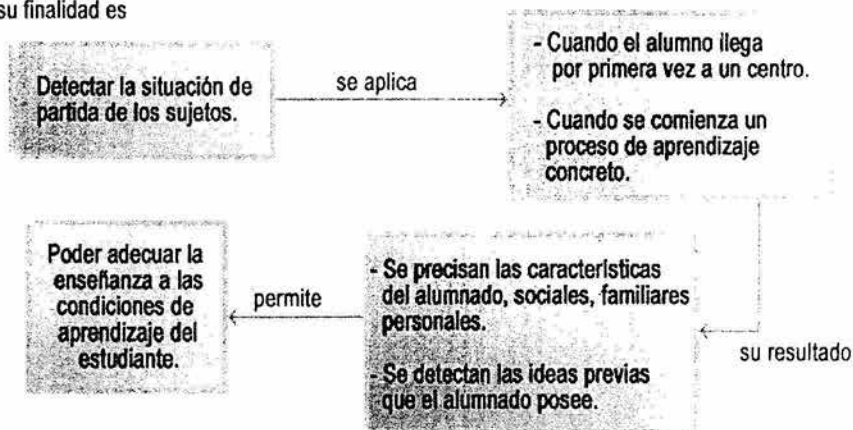 su finalidad es
Detectar la situación de
partida de los sujetos.
se aplica
- Cuando el alumno llega
por primera vez a un centro.
- Cuando se comienza un
proceso de aprendizaje
concreto.
su resultado
- Se precisan las características
del alumnado, sociales, familiares
personales.
- Se detectan las ideas previas
que el alumnado posee.
permite
Poder adecuar la
enseñanza a las
condiciones de
aprendizaje del
estudiante.